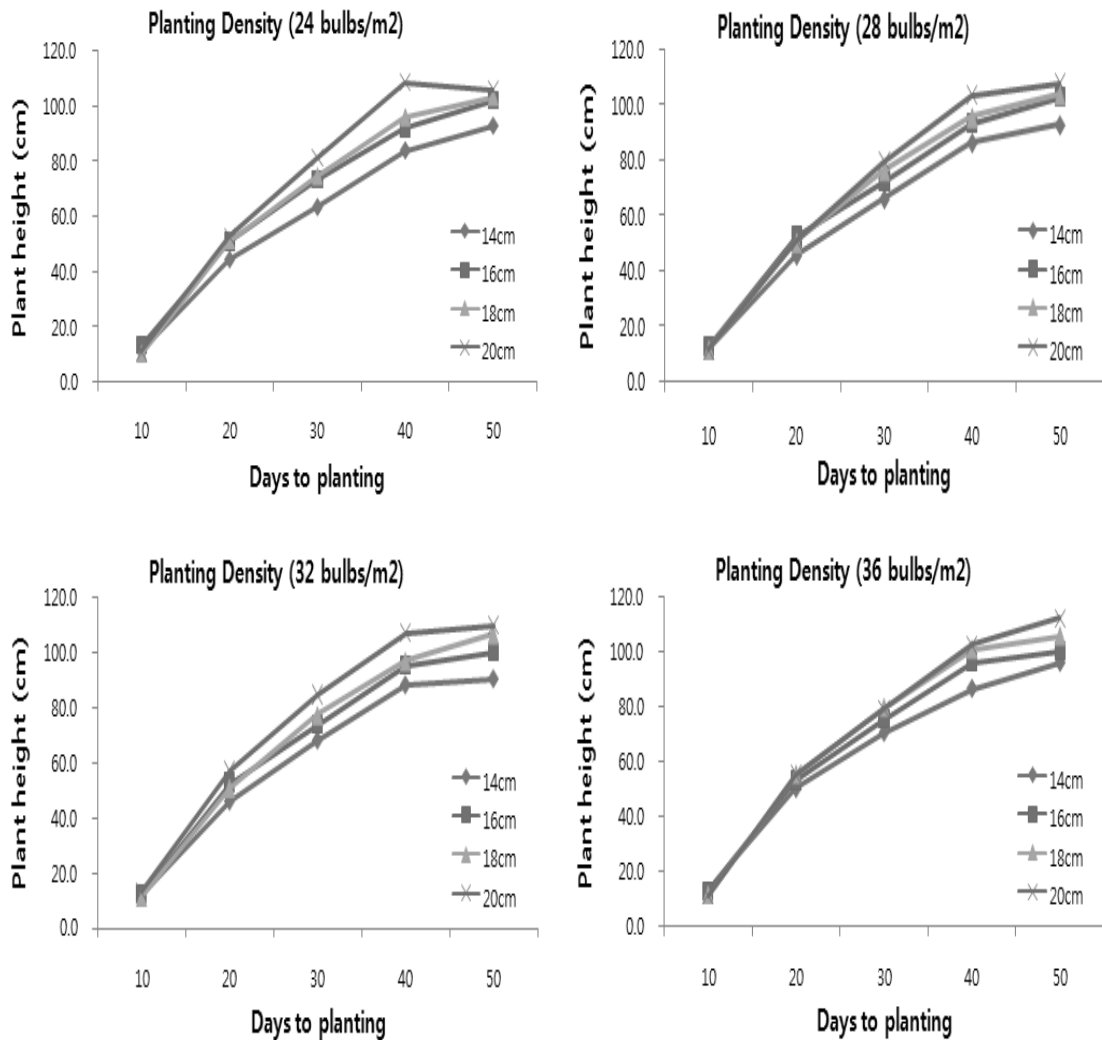 Planting Density (24 bulbs/m2)
Plant height (cm)
120.0
100.0
80.0
60.0
40.0
20.0
0.0
10 20 30 40 50
Days to planting
14cm
16cm
18cm
20cm
Planting Density (28 bulbs/m2)
Plant height (cm)
120.0
100.0
80.0
60.0
40.0
20.0
0.0
10 20 30 40 50
Days to planting
14cm
16cm
18cm
20cm
Planting Density (32 bulbs/m2)
Plant height (cm)
120.0
100.0
80.0
60.0
40.0
20.0
0.0
10 20 30 40 50
Days to planting
14cm
16cm
18cm
20cm
Planting Density (36 bulbs/m2)
Plant height (cm)
120.0
100.0
80.0
60.0
40.0
20.0
0.0
10 20 30 40 50
Days to planting
14cm
16cm
18cm
20cm